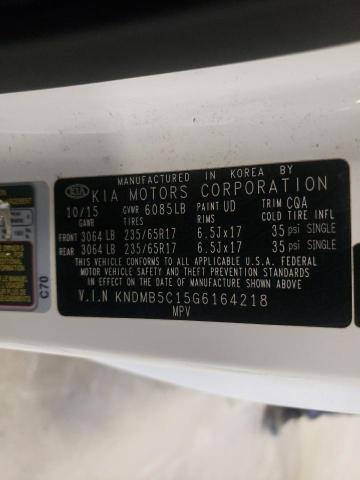 MANUFACTURED IN KOREA BY
KIA KIA MOTORS CORPORATION
10/15 GVWR 6085LB PAINT UD TRIM CQA
GAWR TIRES RIMS COLD TIRE INFL
FRONT 3064 LB 235/65R17 6.5Jx17 35 psi SINGLE
REAR 3064 LB 235/65R17 6.5Jx17 35 psi SINGLE
THIS VEHICLE CONFORMS TO ALL APPLICABLE U.S.A. FEDERAL
MOTOR VEHICLE SAFETY AND THEFT PREVENTION STANDARDS
IN EFFECT ON THE DATE OF MANUFACTURE SHOWN ABOVE
V.I.N KNDMB5C15G6164218
MPV
C70